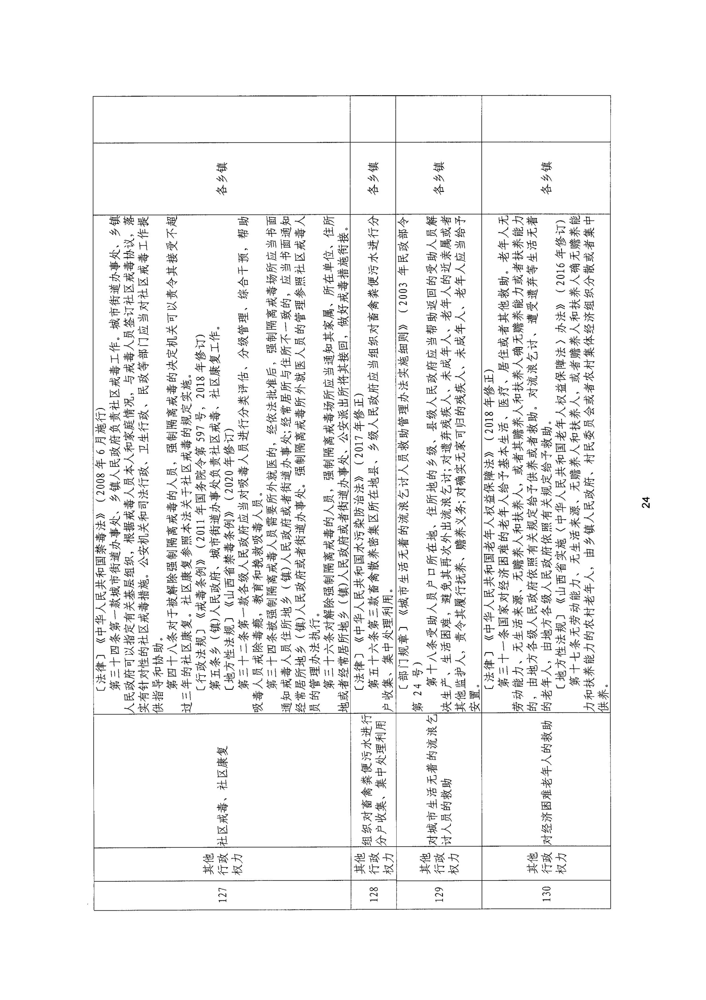 127
其他
行政
权力
社区戒毒、社区康复
〔法律〕《中华人民共和国禁毒法》（2008 年 6 月施行）
第三十四条第一款城市街道办事处、乡镇人民政府负责社区戒毒工作。城市街道办事处、乡镇
人民政府可以指定有关基层组织，根据戒毒人员本人和家庭情况，与戒毒人员签订社区戒毒协议，落
实有针对性的社区戒毒措施。公安机关和司法行政、卫生行政、民政等部门应当对社区戒毒工作提
供指导和协助。
第四十八条对于被解除强制隔离戒毒的人员，强制隔离戒毒的决定机关可以责令其接受不超
过三年的社区康复。社区康复参照本法关于社区戒毒的规定实施。
〔行政法规〕《戒毒条例》（2011 年国务院令第 597 号，2018 年修订）
第五条乡（镇）人民政府、城市街道办事处负责社区戒毒、社区康复工作。
〔地方性法规〕《山西省禁毒条例》（2020 年修订）
第三十二条第一款各级人民政府应当对吸毒人员进行分类评估、分级管理、综合干预，帮助
吸毒人员戒除毒瘾，教育和挽救吸毒人员。
第三十四条被强制隔离戒毒人员需要所外就医的，经依法批准后，强制隔离戒毒场所应当书面
通知戒毒人员住所地乡（镇）人民政府或者街道办事处;经常居所与住所不一致的，应当书面通知
经常居所地乡（镇）人民政府或者街道办事处。强制隔离戒毒所外就医人员的管理参照社区戒毒人
员的管理办法执行。
第三十六条对解除强制隔离戒毒的人员，强制隔离戒毒场所应当通知其家属、所在单位、住所
地或者经常居所地乡（镇）人民政府或者街道办事处、公安派出所将其接回，做好戒毒措施衔接。
各乡镇
128
其他
行政
权力
组织对畜禽粪便污水进行
分户收集、集中处理利用
〔法律〕《中华人民共和国水污染防治法》（2017 年修正）
第五十六条第三款畜禽散养密集区所在地县、乡级人民政府应当组织对畜禽粪便污水进行分
户收集、集中处理利用。
各乡镇
129
其他
行政
权力
对城市生活无着的流浪乞
讨人员的救助
〔部门规章〕《城市生活无着的流浪乞讨人员救助管理办法实施细则》（2003 年民政部令
第 24 号）
第十八条受助人员户口所在地、住所地的乡级、县级人民政府应当帮助返回的受助人员解
决生产、生活困难，避免其再次外出流浪乞讨;对遗弃残疾人、未成年人、老年人的近亲属或者
其他监护人，责令其履行抚养、赡养义务;对确实无家可归的残疾人、未成年人、老年人应当给予
安置。
各乡镇
130
其他
行政
权力
对经济困难老年人的救助
〔法律〕《中华人民共和国老年人权益保障法》（2018 年修正）
第三十一条国家对经济困难的老年人给予基本生活、医疗、居住或者其他救助。老年人无
劳动能力、无生活来源、无赡养人和扶养人，或者其赡养人和扶养人确无赡养能力或者扶养能力
的，由地方各级人民政府依照有关规定给予供养或者救助。对流浪乞讨、遭受遗弃等生活无着
的老年人，由地方各级人民政府依照有关规定给予救助。
〔地方性法规〕《山西省实施〈中华人民共和国老年人权益保障法〉办法》（2016 年修订）
第十七条无劳动能力、无生活来源、无赡养人和扶养人，或者赡养人和扶养人确无赡养能
力和扶养能力的农村老年人，由乡镇人民政府、村民委员会或者农村集体经济组织分散或者集中
供养。
各乡镇
24